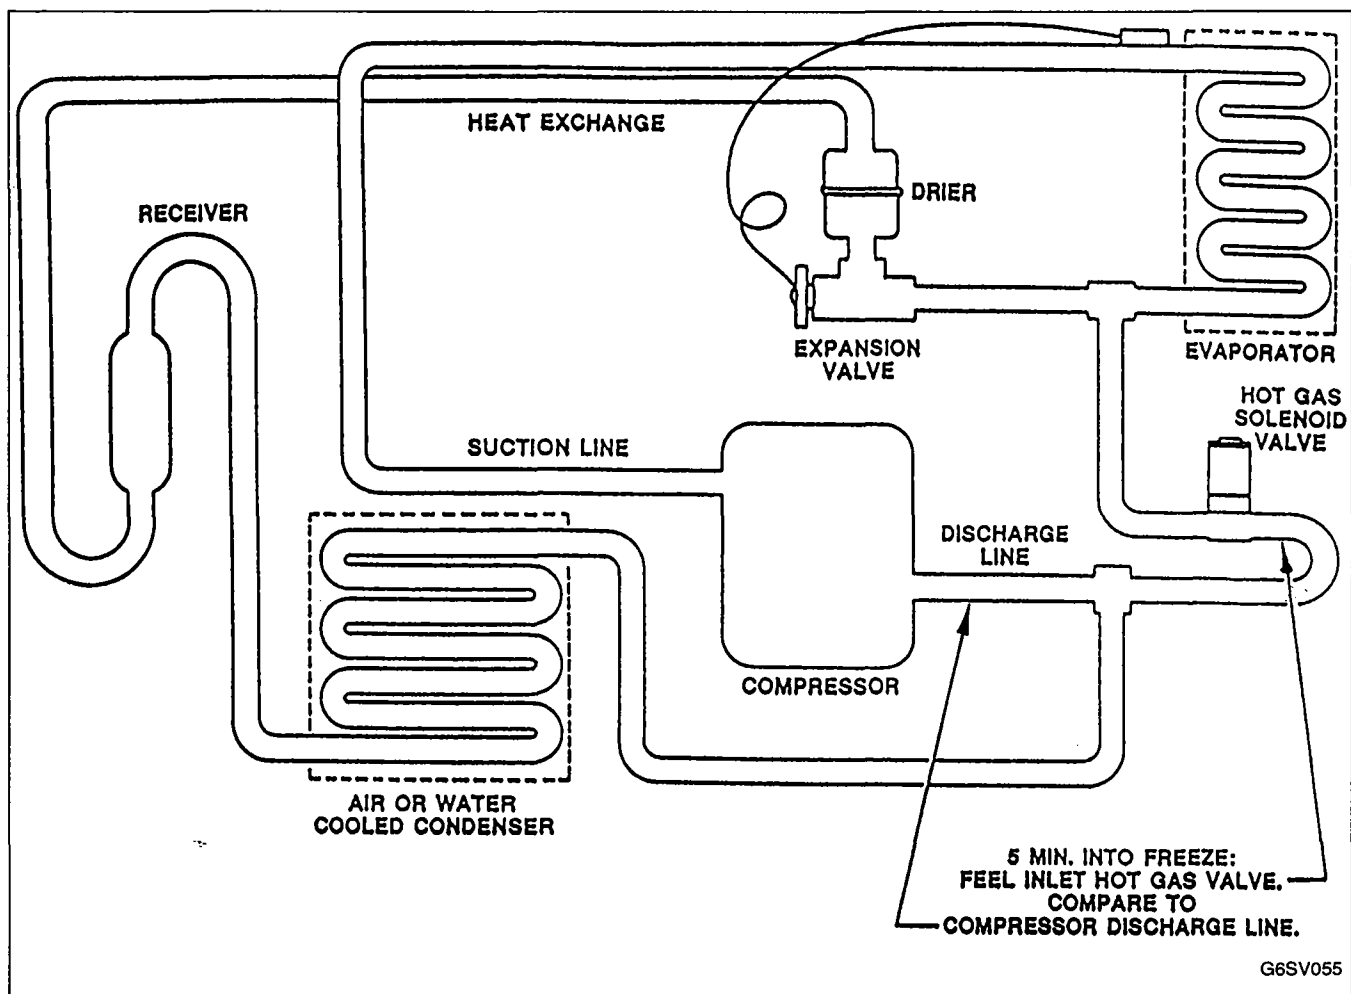 HEAT EXCHANGE
DRIER
RECEIVER
EXPANSION
VALVE
EVAPORATOR
HOT GAS
SOLENOID
VALVE
SUCTION LINE
DISCHARGE
LINE
COMPRESSOR
AIR OR WATER
COOLED CONDENSER
5 MIN. INTO FREEZE:
FEEL INLET HOT GAS VALVE.
COMPARE TO
COMPRESSOR DISCHARGE LINE.
G6SV055